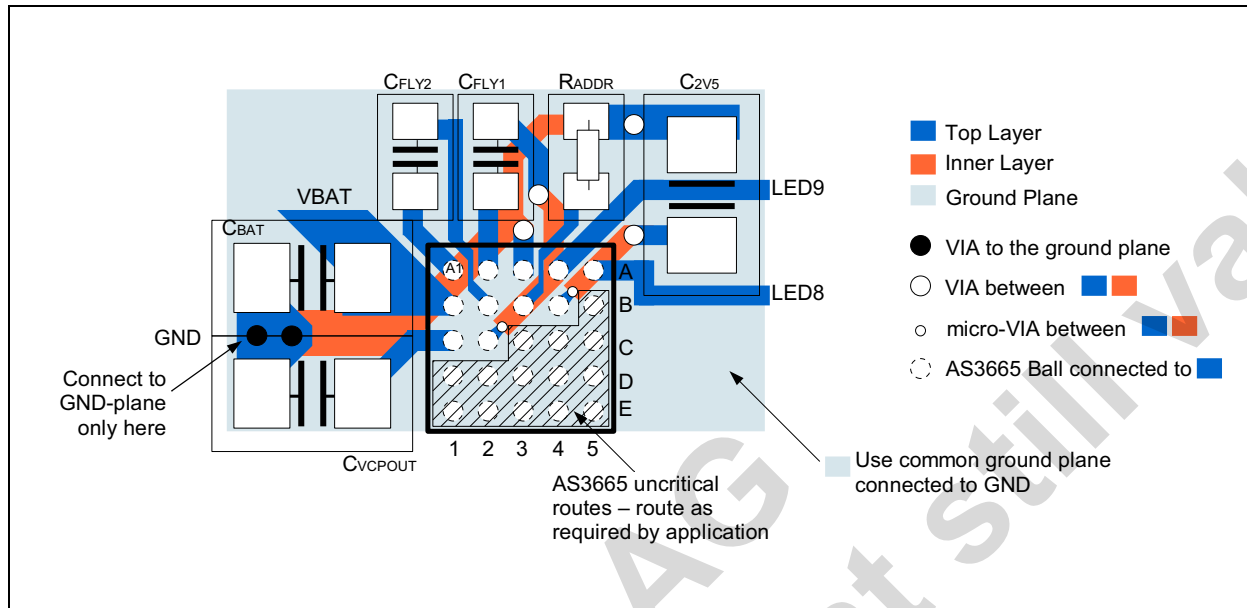 CFLY2 CFLY1 RADDR C2V5
Top Layer
Inner Layer
Ground Plane
LED9
VBAT
CBAT
VIA to the ground plane
A1
A
VIA between
LED8
B
micro-VIA between
GND
C
AS3665 Ball connected to
Connect to
GND-plane
only here
D
E
1 2 3 4 5
CVCPOUT
Use common ground plane
connected to GND
AS3665 uncritical
routes – route as
required by application
AG
t still va